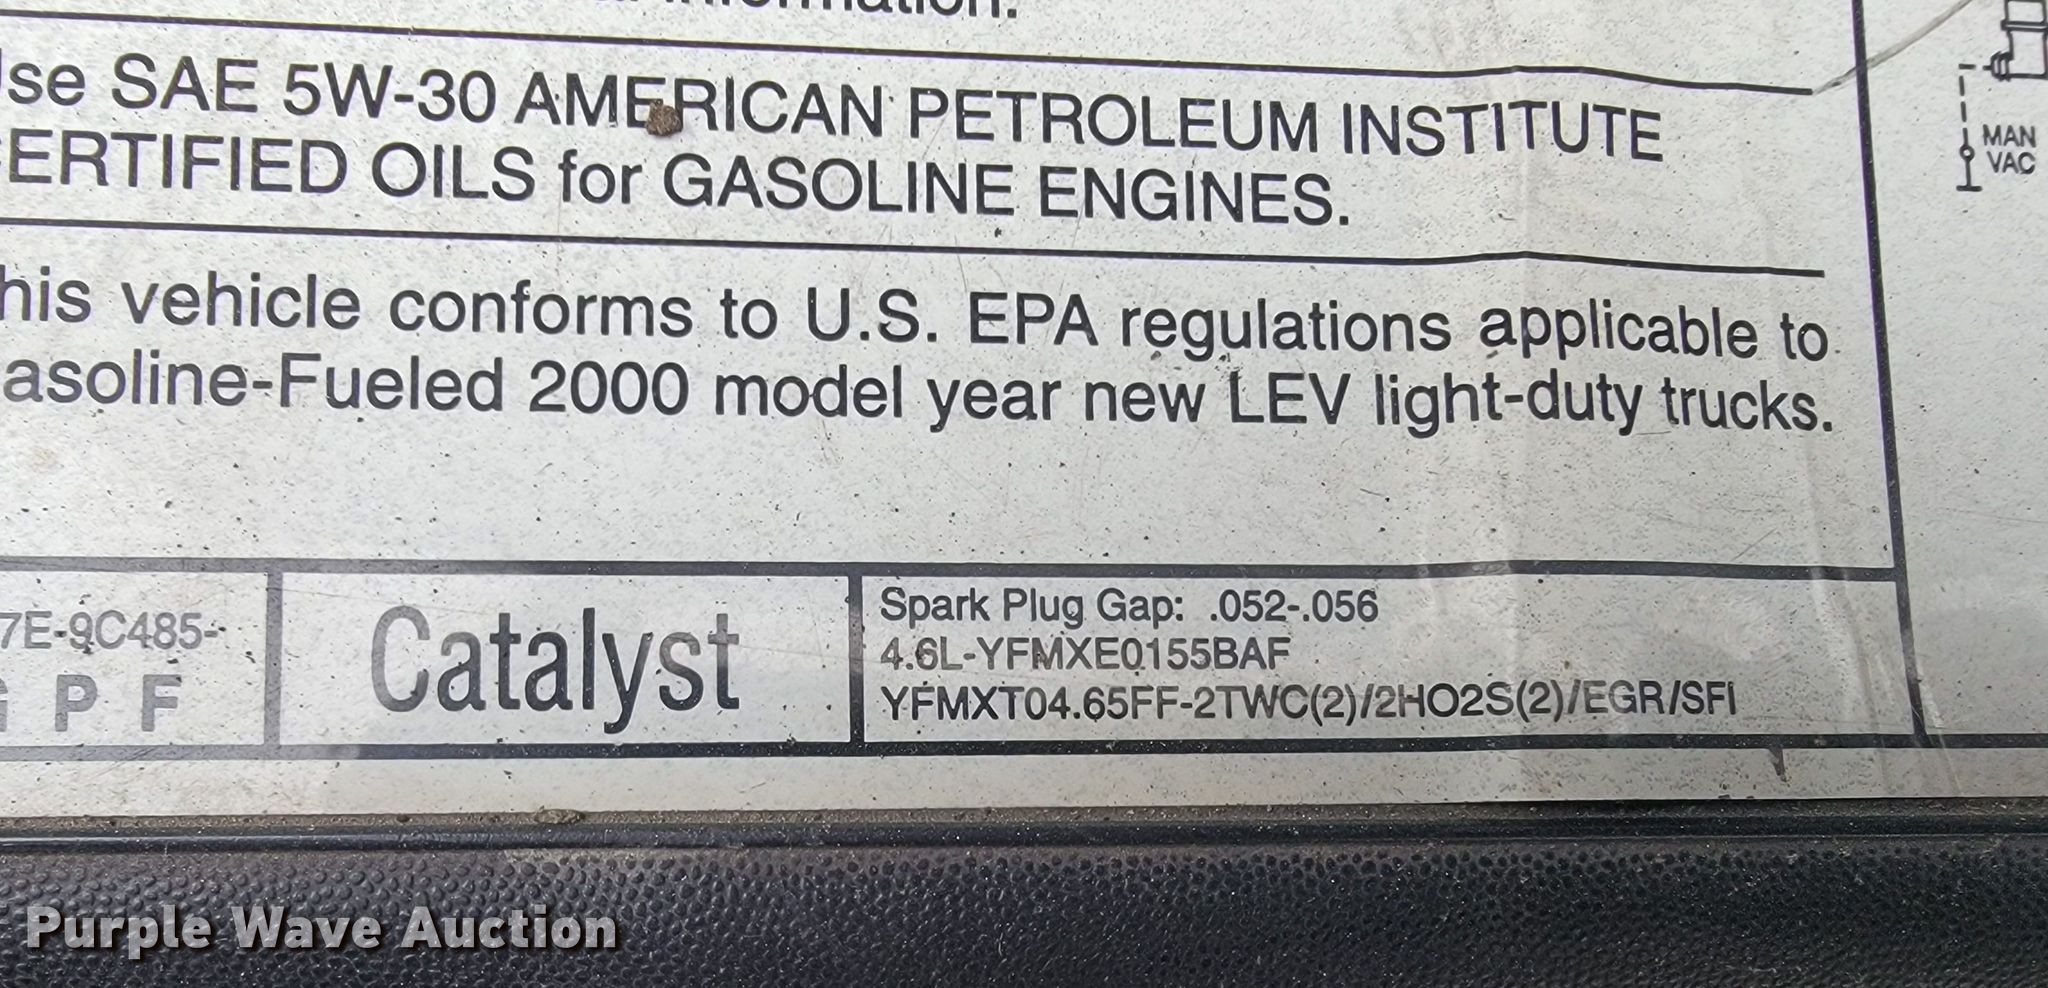 information.
se SAE 5W-30 AMERICAN PETROLEUM INSTITUTE
ERTIFIED OILS for GASOLINE ENGINES.
his vehicle conforms to U.S. EPA regulations applicable to
asoline-Fueled 2000 model year new LEV light-duty trucks.
7E-9C485-
P F
Catalyst
Spark Plug Gap: .052-.056
4.6L-YFMXE0155BAF
YFMXT04.65FF-2TWC(2)/2HO2S(2)/EGR/SFI
MAN
VAC
Purple Wave Auction